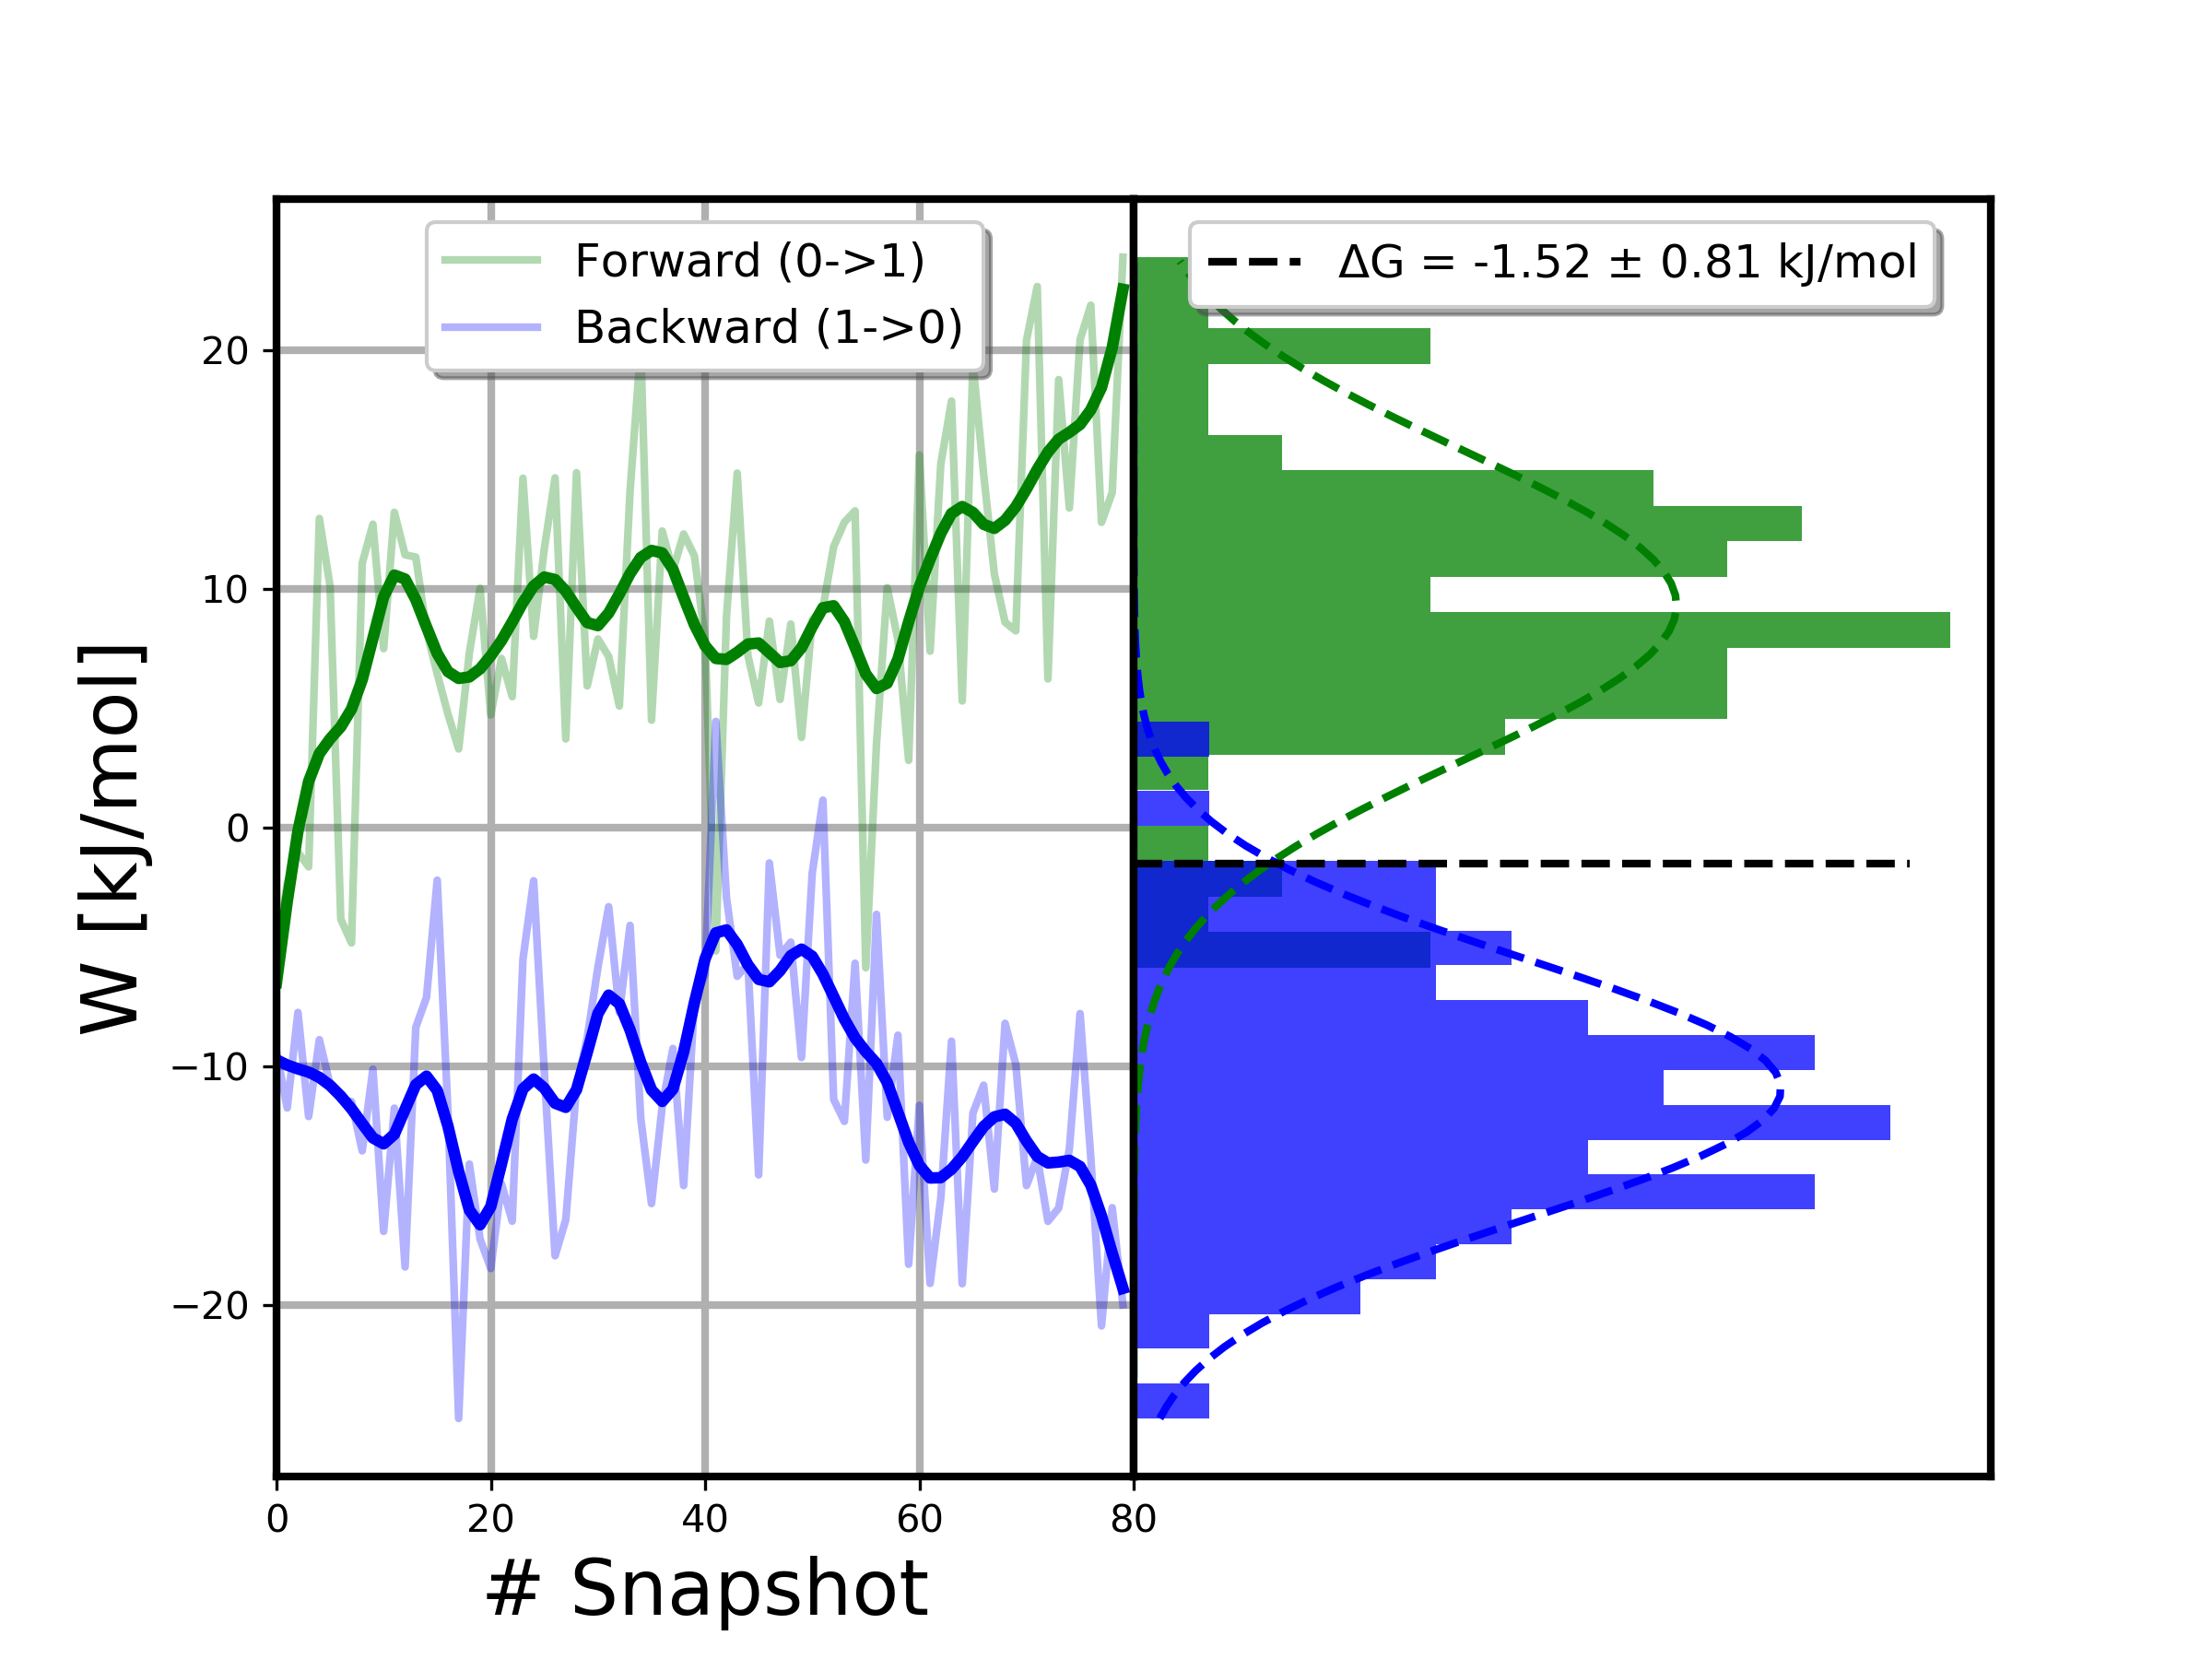 Forward (0->1)
Backward (1->0)
ΔG = -1.52 ± 0.81 kJ/mol
W [kJ/mol]
20
10
0
−10
−20
0 20 40 60 80
# Snapshot